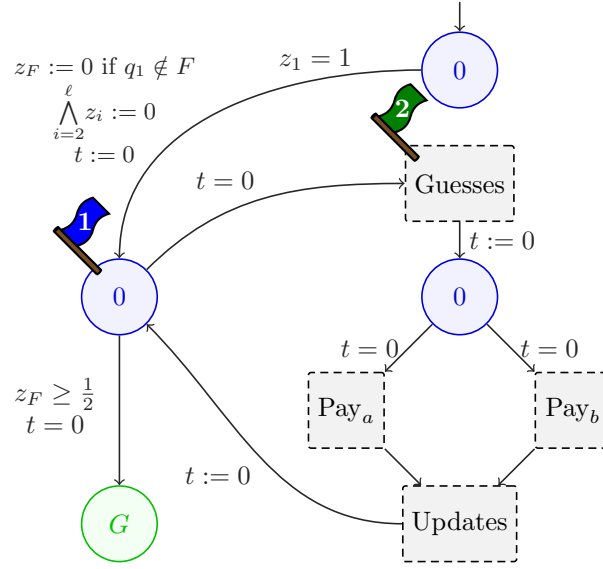 0
z_1 = 1
z_F := 0 if q_1 ∉ F
⋀_{i=2}^{ℓ} z_i := 0
t := 0
2
Guesses
t = 0
1
t := 0
0
0
t = 0
t = 0
z_F ≥ 1/2
t = 0
Pay_a
Pay_b
t := 0
G
Updates